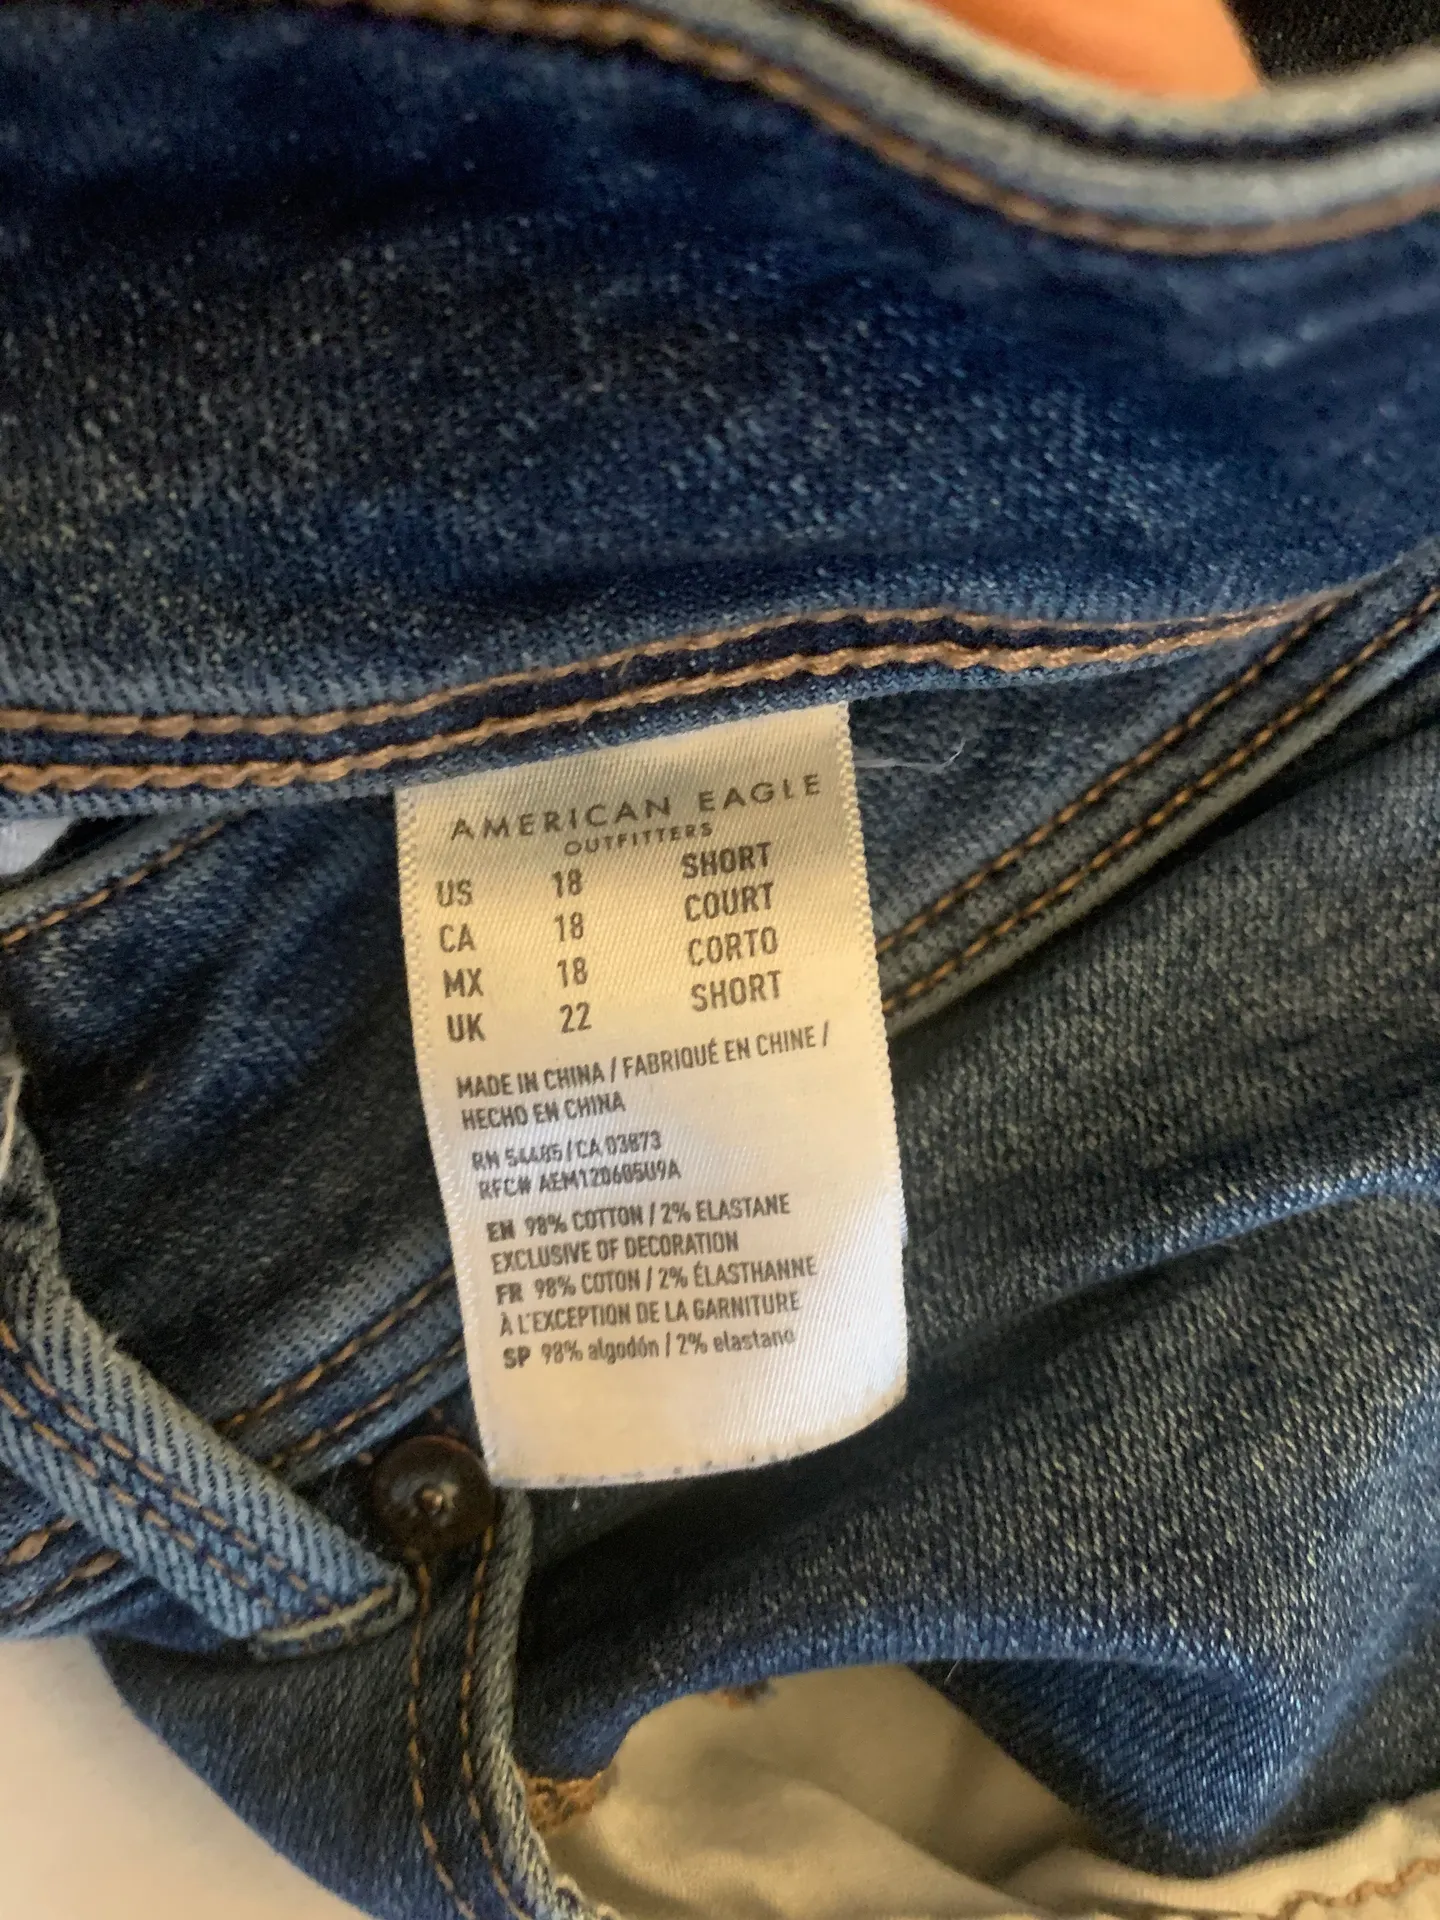 AMERICAN EAGLE
OUTFITTERS
US 18 SHORT
CA 18 COURT
MX 18 CORTO
UK 22 SHORT
MADE IN CHINA / FABRIQUÉ EN CHINE /
HECHO EN CHINA
RN 54485 / CA 03873
RFC# AEM120605U9A
EN 98% COTTON / 2% ELASTANE
EXCLUSIVE OF DECORATION
FR 98% COTON / 2% ÉLASTHANNE
À L'EXCEPTION DE LA GARNITURE
SP 98% algodón / 2% elastano